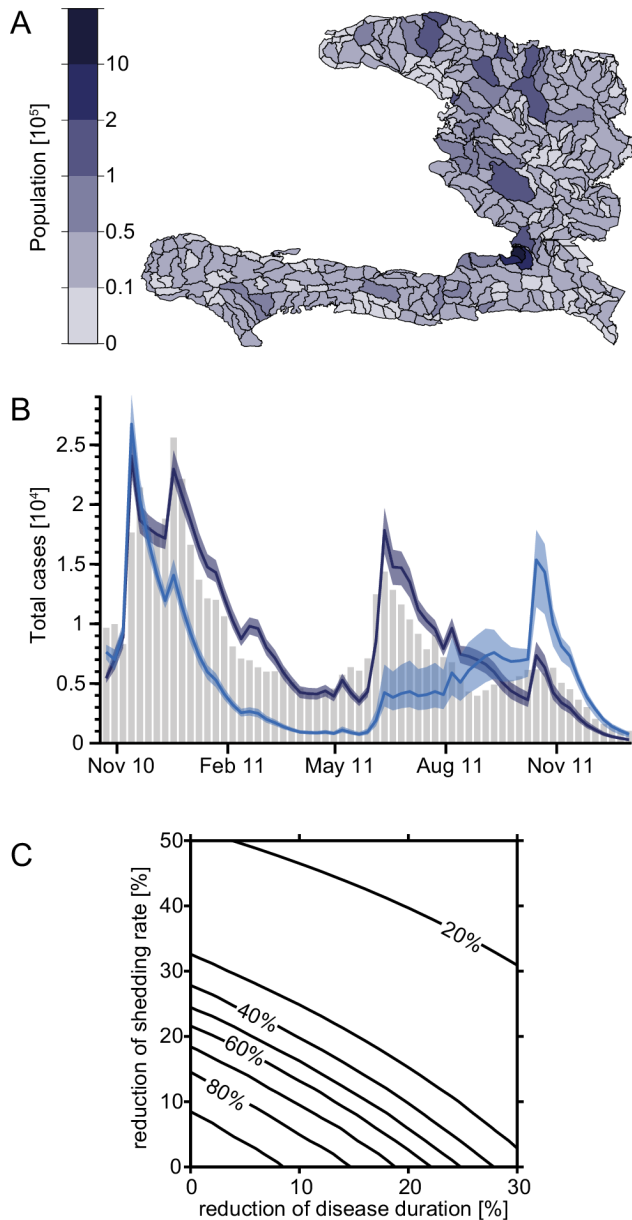 A
Population [10⁵]
10
2
1
0.5
0.1
0
B
Total cases [10⁴]
2.5
2
1.5
1
0.5
0
Nov 10 Feb 11 May 11 Aug 11 Nov 11
C
reduction of shedding rate [%]
50
40
30
20
10
0
20%
40%
60%
80%
0 10 20 30
reduction of disease duration [%]